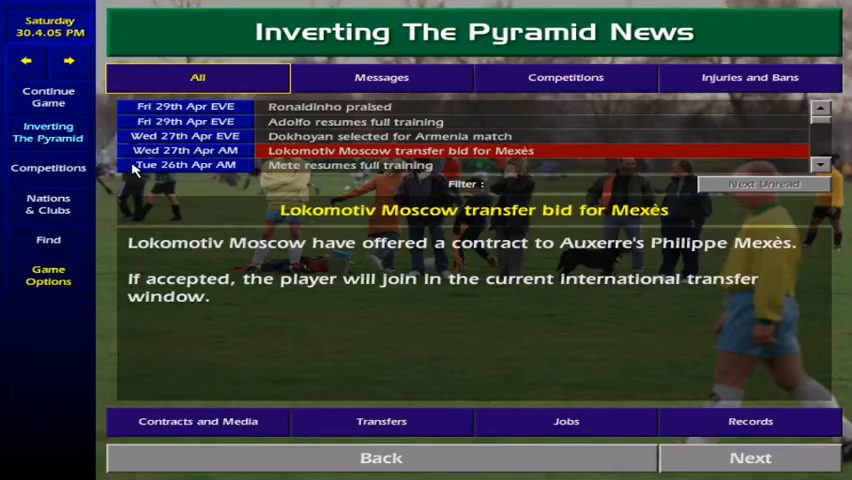 Saturday
30.4.05 PM
Inverting The Pyramid News
Continue
Game
Inverting
The Pyramid
Competitions
Nations
& Clubs
Find
Game
Options
All
Messages
Competitions
Injuries and Bans
Fri 29th Apr EVE Ronaldinho praised
Fri 29th Apr EVE Adolfo resumes full training
Wed 27th Apr EVE Dokhoyan selected for Armenia match
Wed 27th Apr AM Lokomotiv Moscow transfer bid for Mexès
Tue 26th Apr AM Mete resumes full training
Filter :
Next Unread
Lokomotiv Moscow transfer bid for Mexès
Lokomotiv Moscow have offered a contract to Auxerre's Philippe Mexès.
If accepted, the player will join in the current international transfer
window.
Contracts and Media
Transfers
Jobs
Records
Back
Next